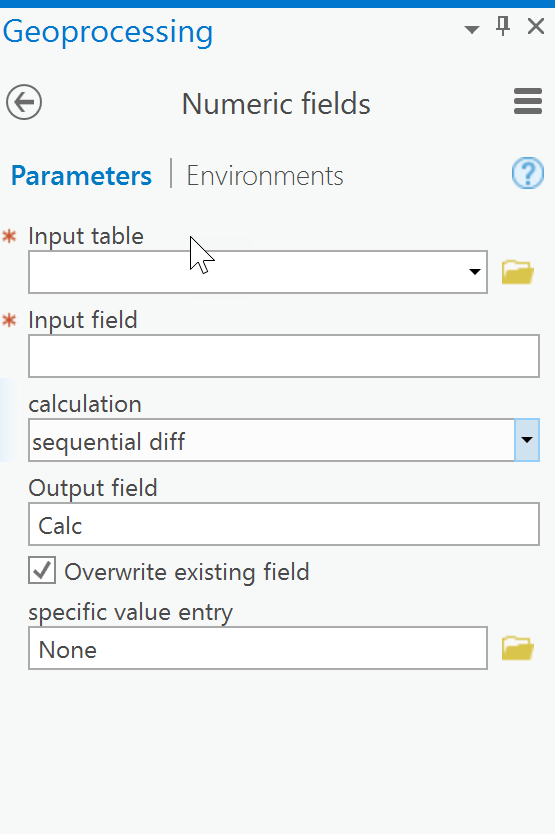 Geoprocessing
Numeric fields
Parameters | Environments
?
* Input table
* Input field
calculation
sequential diff
Output field
Calc
Overwrite existing field
specific value entry
None